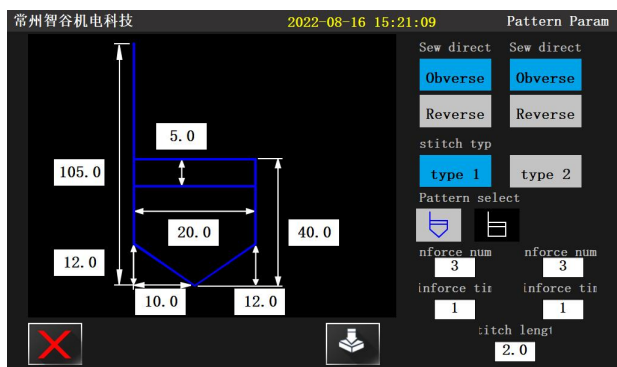 常州智谷机电科技 2022-08-16 15:21:09 Pattern Param
Sew direct Sew direct
Obverse Obverse
Reverse Reverse
5.0
stitch typ
105.0
type 1 type 2
Pattern select
20.0 40.0
nforce num nforce num
12.0 3 3
inforce tim inforce tim
10.0 12.0 1 1
titch lengt
2.0